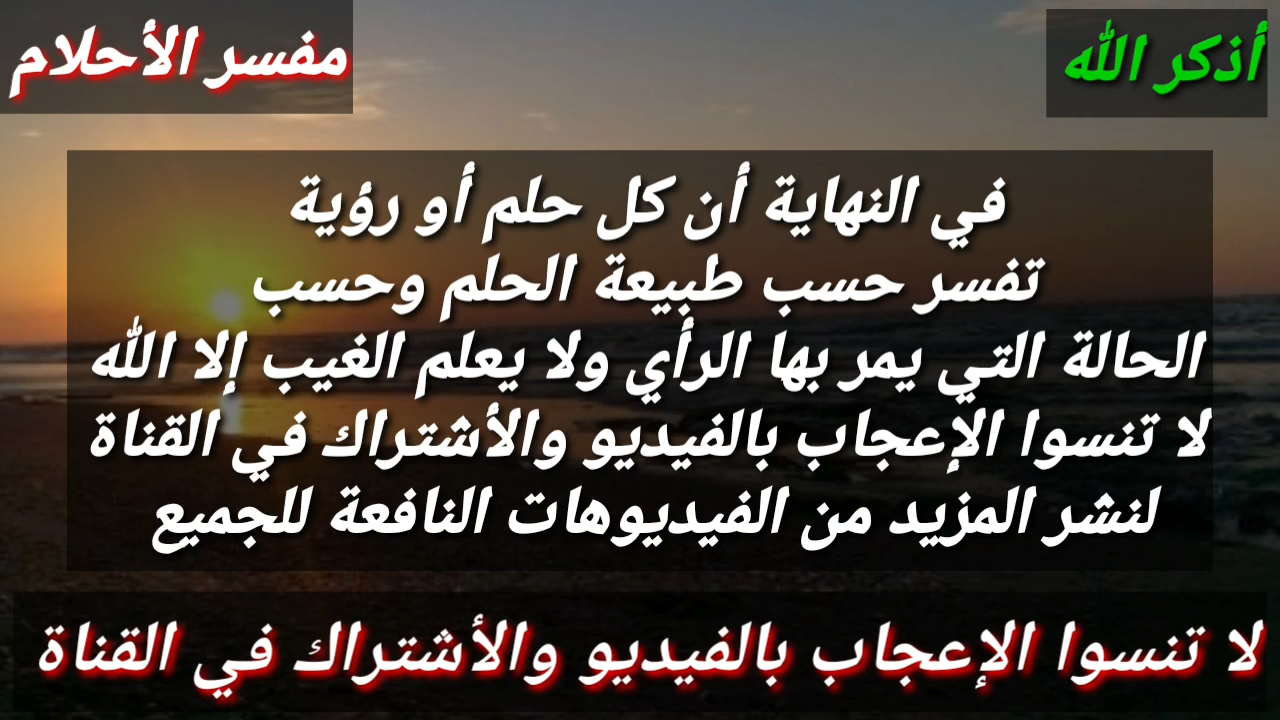 أذكر الله
مفسر الأحلام
في النهاية أن كل حلم أو رؤية
تفسر حسب طبيعة الحلم وحسب
الحالة التي يمر بها الرأي ولا يعلم الغيب إلا الله
لا تنسوا الإعجاب بالفيديو والأشتراك في القناة
لنشر المزيد من الفيديوهات النافعة للجميع
لا تنسوا الإعجاب بالفيديو والأشتراك في القناة